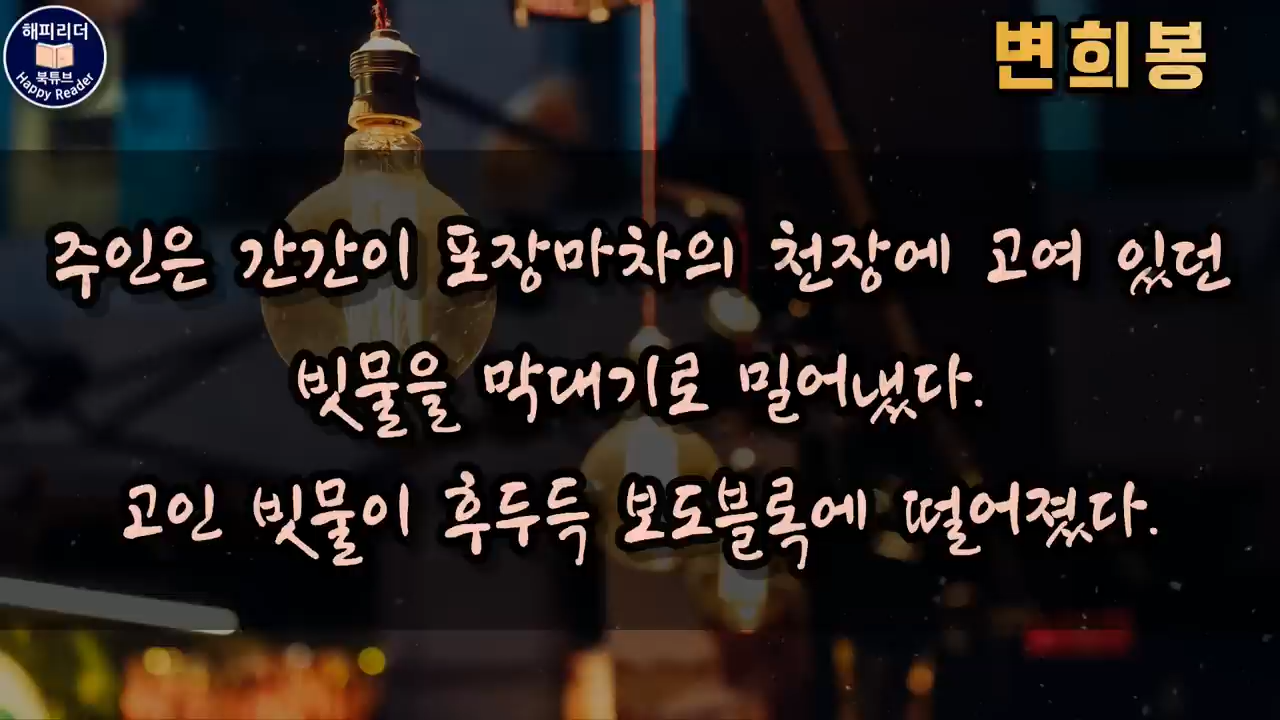 해피리더
북튜브
Happy Reader
변희봉
주인은 간간이 포장마차의 천장에 고여 있던
빗물을 막대기로 밀어냈다.
고인 빗물이 후두득 보도블록에 떨어졌다.